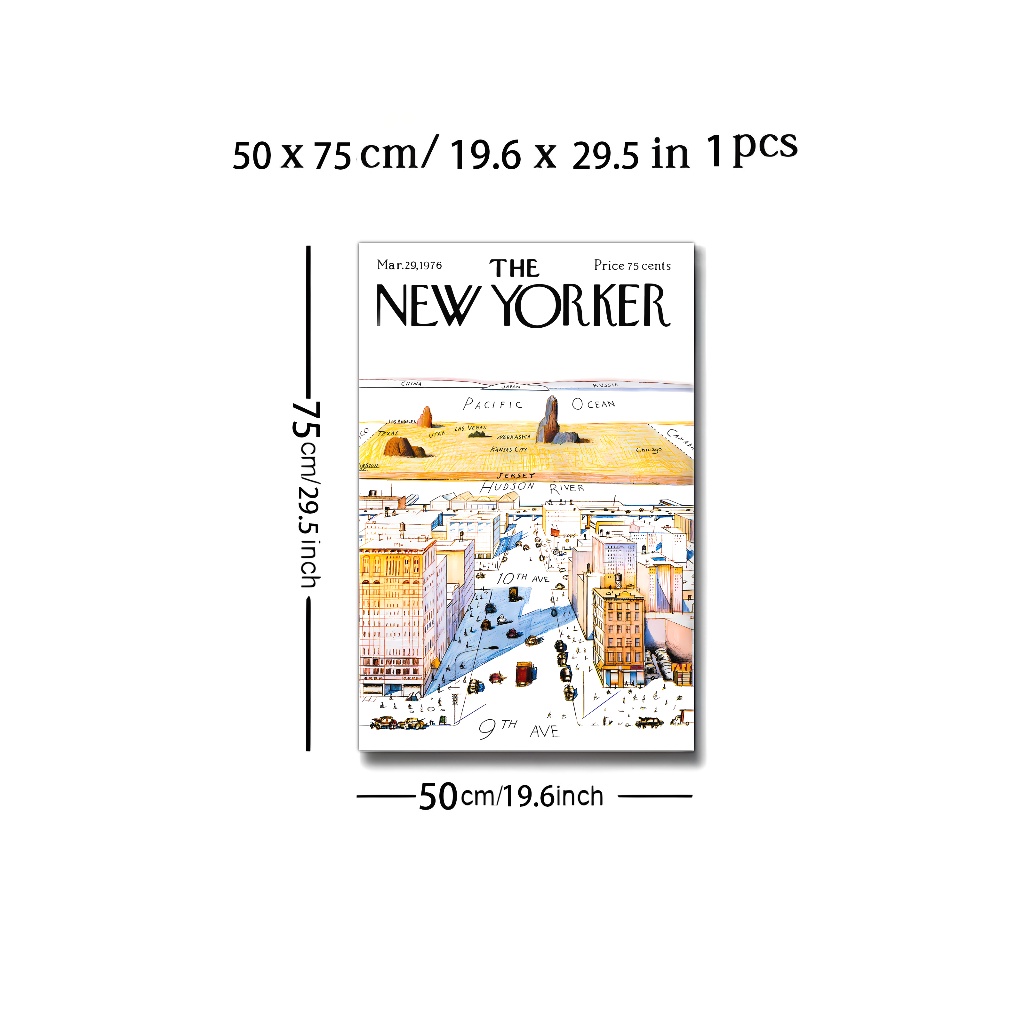 50 x 75 cm/ 19.6 x 29.5 in 1 pcs
Mar.29,1976
THE
Price 75 cents
NEW YORKER
CHINA
JAPAN
RUSSIA
PACIFIC OCEAN
LOS ANGELES
TEXAS
UTAH
LAS VEGAS
NEBRASKA
KANSAS CITY
CHICAGO
JERSEY
HUDSON RIVER
10TH AVE
9TH AVE
75cm/29.5 inch
50cm/19.6inch